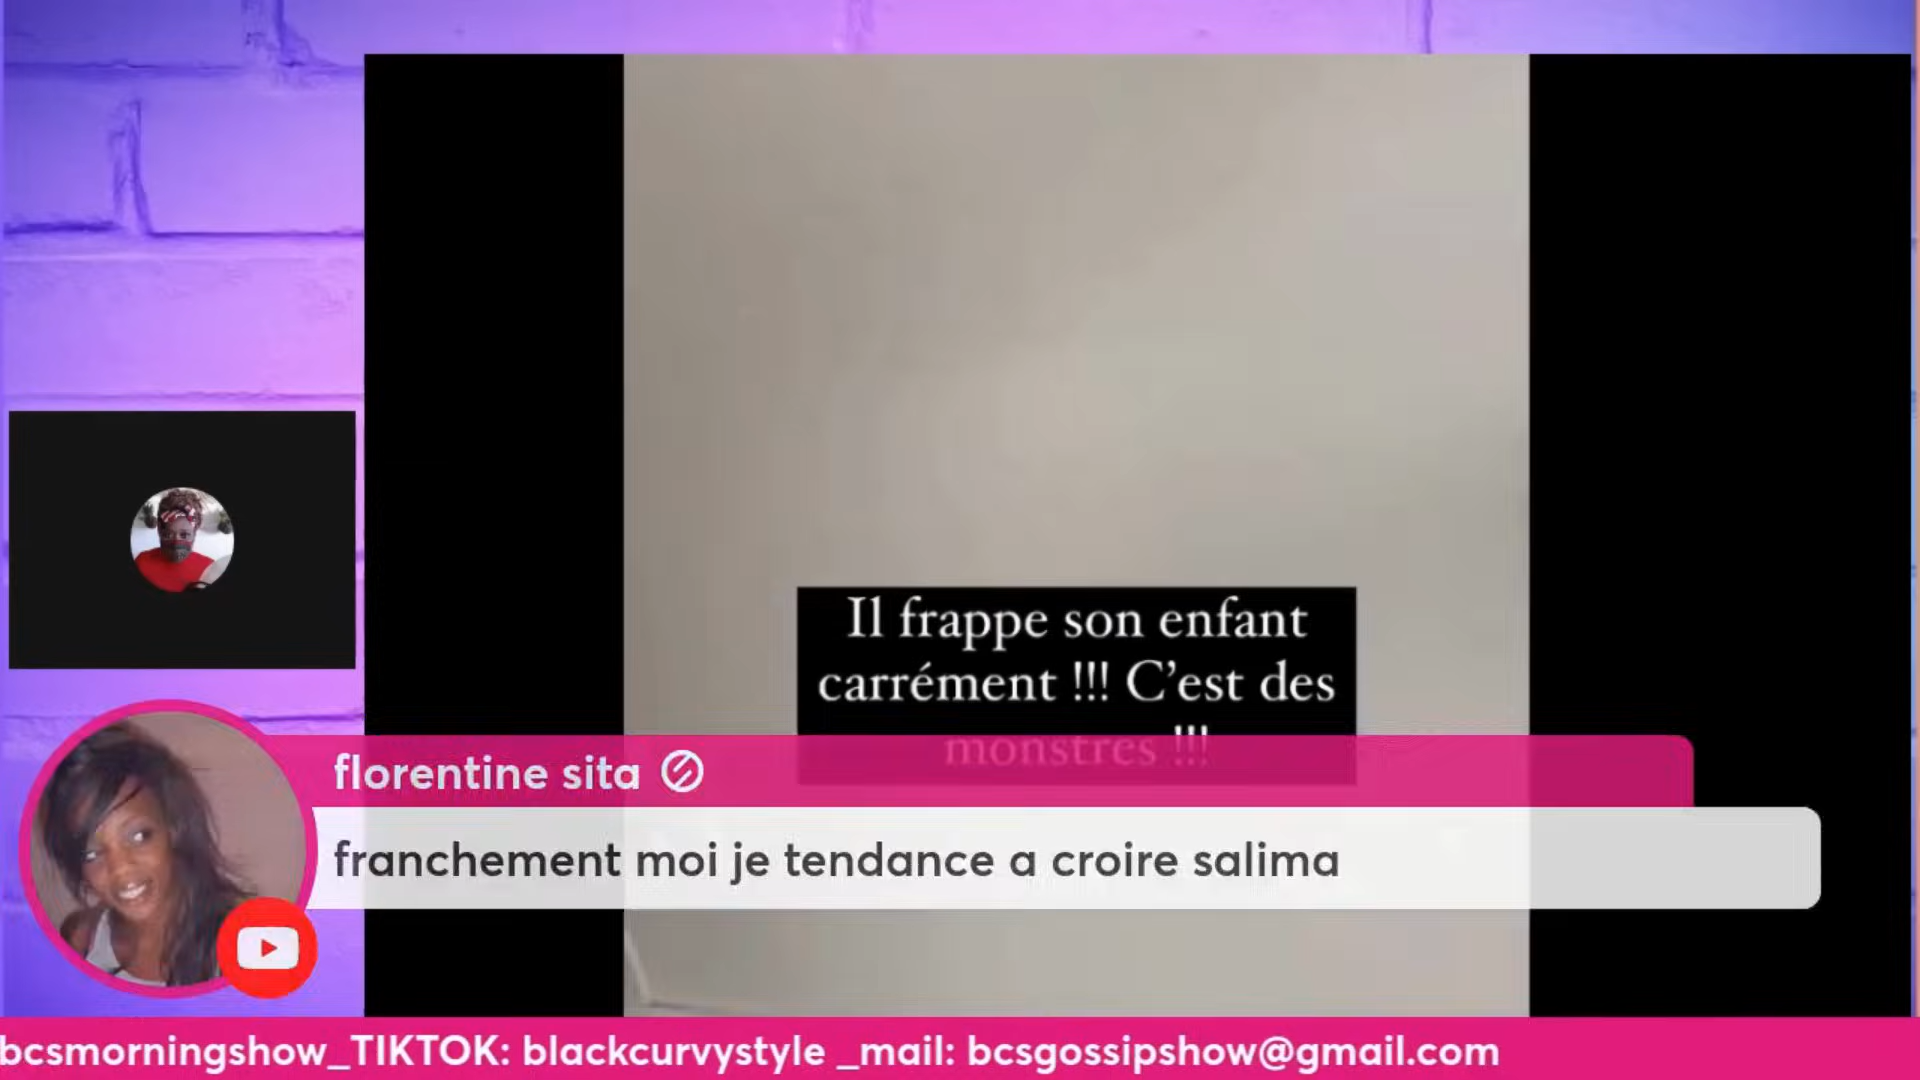 Il frappe son enfant
carrément !!! C’est des
monstres !!!
florentine sita
franchement moi je tendance a croire salima
bcsmorningshow_TIKTOK: blackcurvystyle _mail: bcsgossipshow@gmail.com